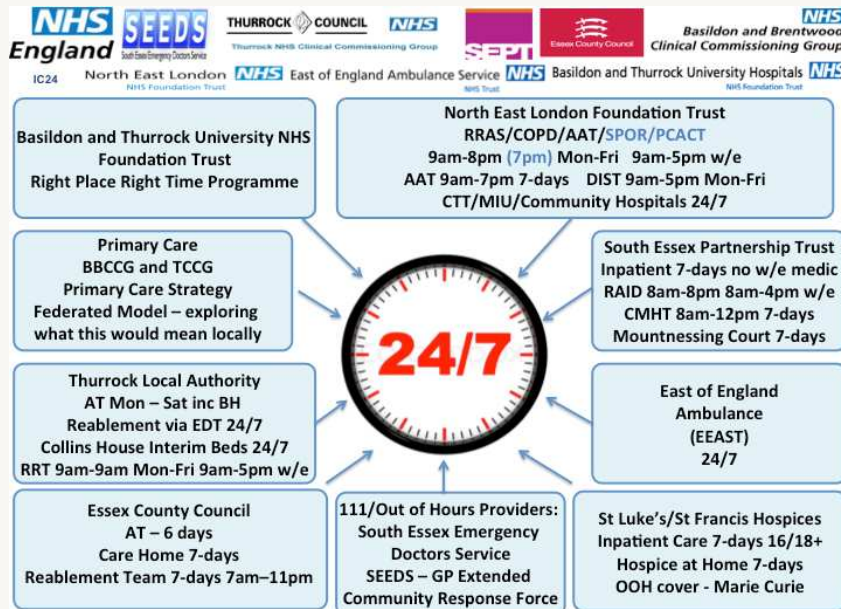 NHS
England
SEEDS
South Essex Emergency Doctors Service
THURROCK COUNCIL
NHS
Thurrock NHS Clinical Commissioning Group
SEPT
Essex County Council
NHS
Basildon and Brentwood
Clinical Commissioning Group
IC24
North East London NHS
NHS Foundation Trust
East of England Ambulance Service NHS
NHS Trust
Basildon and Thurrock University Hospitals NHS
NHS Foundation Trust
Basildon and Thurrock University NHS
Foundation Trust
Right Place Right Time Programme
North East London Foundation Trust
RRAS/COPD/AAT/SPOR/PCACT
9am-8pm (7pm) Mon-Fri 9am-5pm w/e
AAT 9am-7pm 7-days DIST 9am-5pm Mon-Fri
CTT/MIU/Community Hospitals 24/7
Primary Care
BBCCG and TCCG
Primary Care Strategy
Federated Model – exploring
what this would mean locally
24/7
South Essex Partnership Trust
Inpatient 7-days no w/e medic
RAID 8am-8pm 8am-4pm w/e
CMHT 8am-12pm 7-days
Mountnessing Court 7-days
Thurrock Local Authority
AT Mon – Sat inc BH
Reablement via EDT 24/7
Collins House Interim Beds 24/7
RRT 9am-9am Mon-Fri 9am-5pm w/e
East of England
Ambulance
(EEAST)
24/7
Essex County Council
AT – 6 days
Care Home 7-days
Reablement Team 7-days 7am–11pm
111/Out of Hours Providers:
South Essex Emergency
Doctors Service
SEEDS – GP Extended
Community Response Force
St Luke's/St Francis Hospices
Inpatient Care 7-days 16/18+
Hospice at Home 7-days
OOH cover - Marie Curie